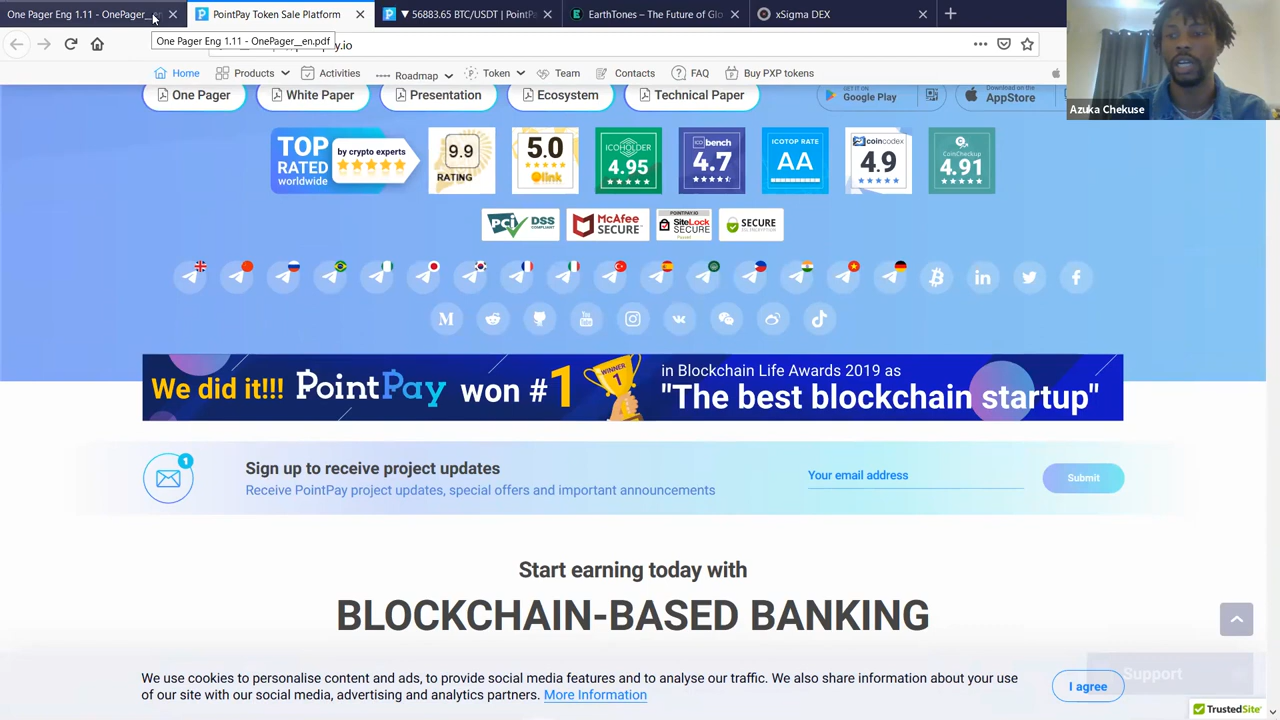 One Pager Eng 1.11 - OnePager__en
PointPay Token Sale Platform
▼ 56883.65 BTC/USDT | PointPa
EarthTones – The Future of Glo
xSigma DEX
One Pager Eng 1.11 - OnePager__en.pdf
pay.io
Home
Products
Activities
Roadmap
Token
Team
Contacts
FAQ
Buy PXP tokens
One Pager
White Paper
Presentation
Ecosystem
Technical Paper
GET IT ON
Google Play
Download on the
AppStore
TOP
RATED
worldwide
by crypto experts
9.9
RATING
5.0
olink
ICOHOLDER
4.95
ICObench
4.7
ICOTOP RATE
AA
coincodex
4.9
CoinCheckup
4.91
PCI DSS
COMPLIANT
McAfee
SECURE
POINTPAY.IO
SiteLock
SECURE
SECURE
We did it!!! PointPay won #1
WINNER
1
in Blockchain Life Awards 2019 as
"The best blockchain startup"
1
Sign up to receive project updates
Receive PointPay project updates, special offers and important announcements
Your email address
Submit
Start earning today with
BLOCKCHAIN-BASED BANKING
We use cookies to personalise content and ads, to provide social media features and to analyse our traffic. We also share information about your use
of our site with our social media, advertising and analytics partners. More Information
I agree
Support
TrustedSite
Azuka Chekuse